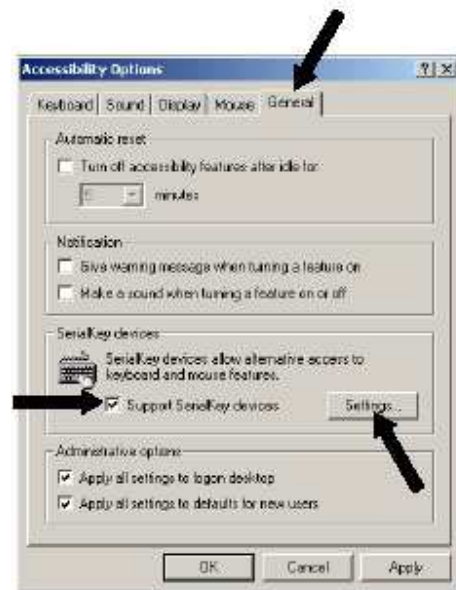 Accessibility Options
Keyboard Sound Display Mouse General
Automatic reset
Turn off accessibility features after idle for:
5 minutes
Notification
Give warning message when turning a feature on
Make a sound when turning a feature on or off
SerialKey devices
SerialKey devices allow alternative access to
keyboard and mouse features.
Support SerialKey devices Settings...
Administrative options
Apply all settings to logon desktop
Apply all settings to defaults for new users
OK Cancel Apply